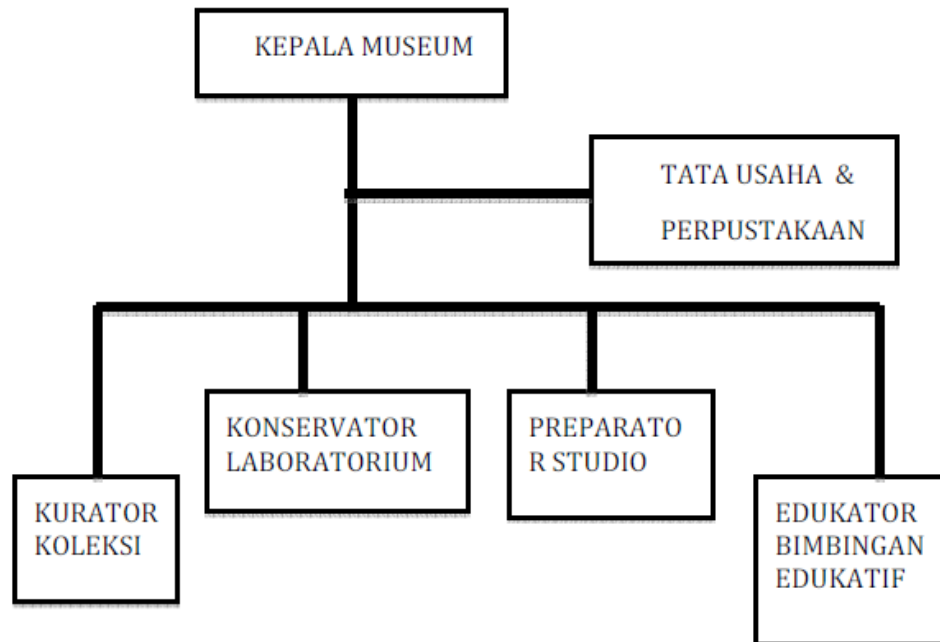 KEPALA MUSEUM
TATA USAHA &
PERPUSTAKAAN
KONSERVATOR
LABORATORIUM
PREPARATO
R STUDIO
KURATOR
KOLEKSI
EDUKATOR
BIMBINGAN
EDUKATIF